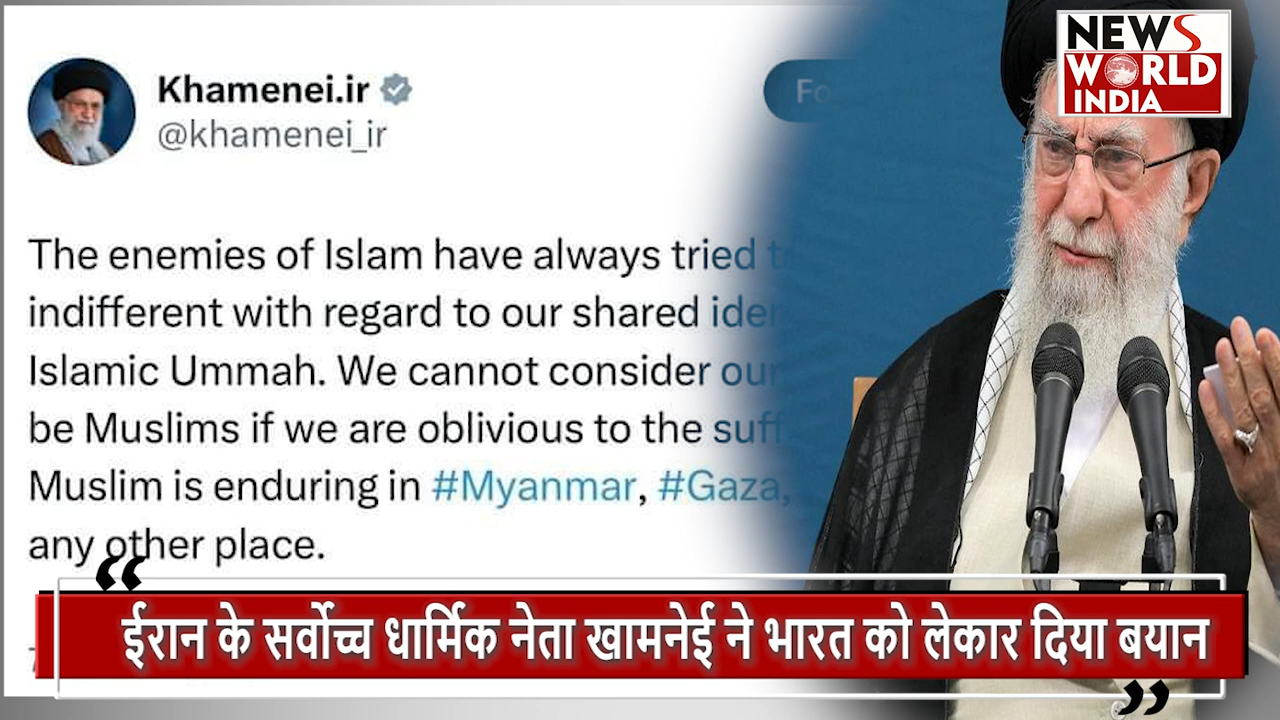 NEWS
WORLD
INDIA
Khamenei.ir
@khamenei_ir
The enemies of Islam have always tried
indifferent with regard to our shared
Islamic Ummah. We cannot consider
be Muslims if we are oblivious to the
Muslim is enduring in #Myanmar, #Gaza,
any other place.
“
ईरान के सर्वोच्च धार्मिक नेता खामनेई ने भारत को लेकार दिया बयान
”